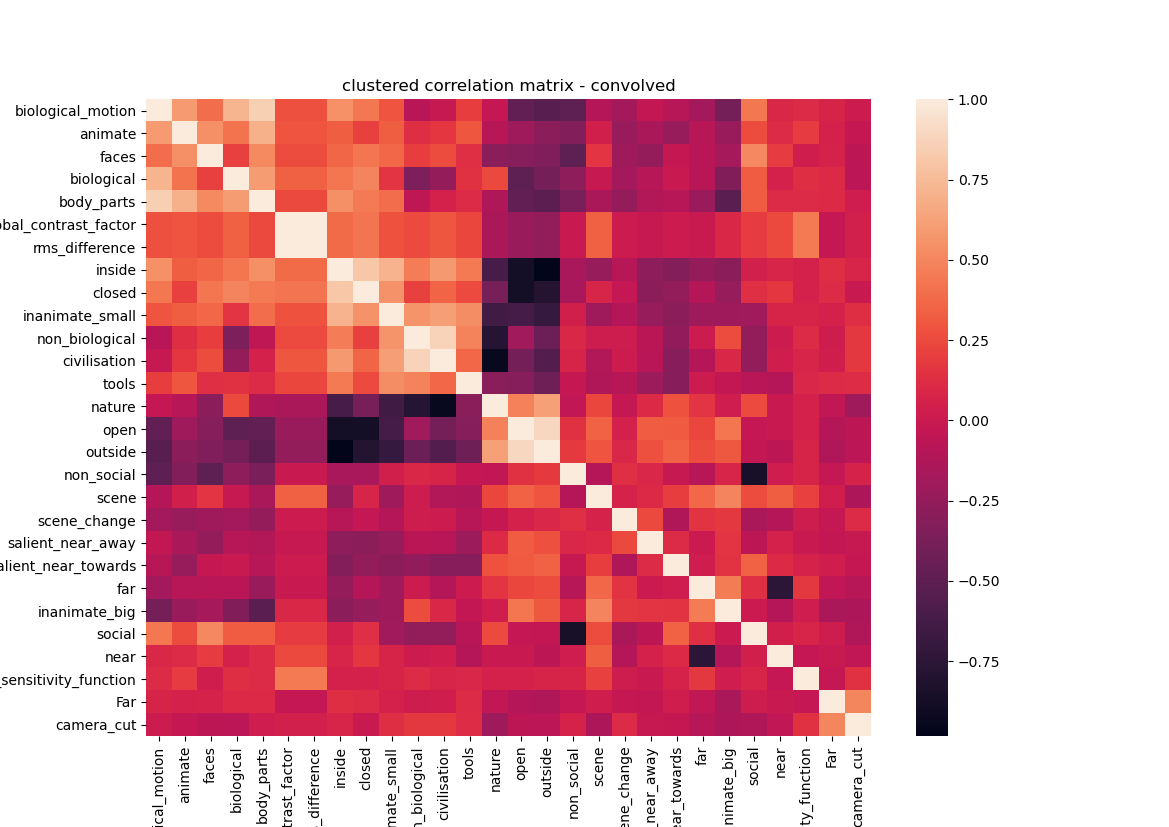 clustered correlation matrix - convolved
biological_motion
animate
faces
biological
body_parts
obal_contrast_factor
rms_difference
inside
closed
inanimate_small
non_biological
civilisation
tools
nature
open
outside
non_social
scene
scene_change
salient_near_away
alient_near_towards
far
inanimate_big
social
near
_sensitivity_function
Far
camera_cut
1.00
0.75
0.50
0.25
0.00
−0.25
−0.50
−0.75
ical_motion
animate
faces
biological
body_parts
trast_factor
_difference
inside
closed
mate_small
n_biological
civilisation
tools
nature
open
outside
non_social
scene
ene_change
_near_away
ear_towards
far
nimate_big
social
near
ty_function
Far
camera_cut